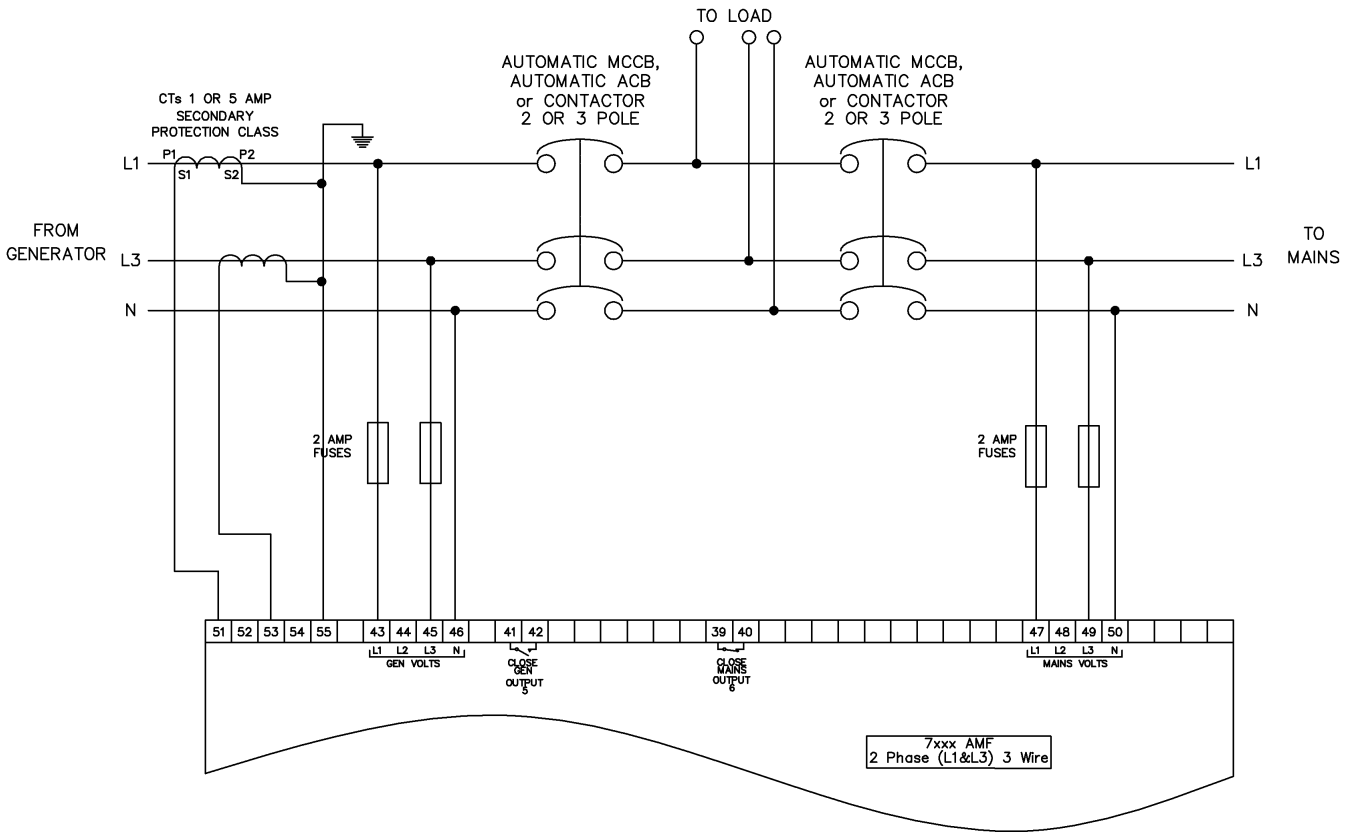 TO LOAD
AUTOMATIC MCCB,
AUTOMATIC ACB
or CONTACTOR
2 OR 3 POLE
AUTOMATIC MCCB,
AUTOMATIC ACB
or CONTACTOR
2 OR 3 POLE
CTs 1 OR 5 AMP
SECONDARY
PROTECTION CLASS
P1 P2
L1 L1
S1 S2
FROM
GENERATOR
TO
MAINS
L3 L3
N N
2 AMP
FUSES
2 AMP
FUSES
51 52 53 54 55 43 44 45 46 41 42 39 40 47 48 49 50
L1 L2 L3 N
GEN VOLTS
CLOSE
GEN
OUTPUT
5
CLOSE
MAINS
OUTPUT
6
L1 L2 L3 N
MAINS VOLTS
7xxx AMF
2 Phase (L1&L3) 3 Wire